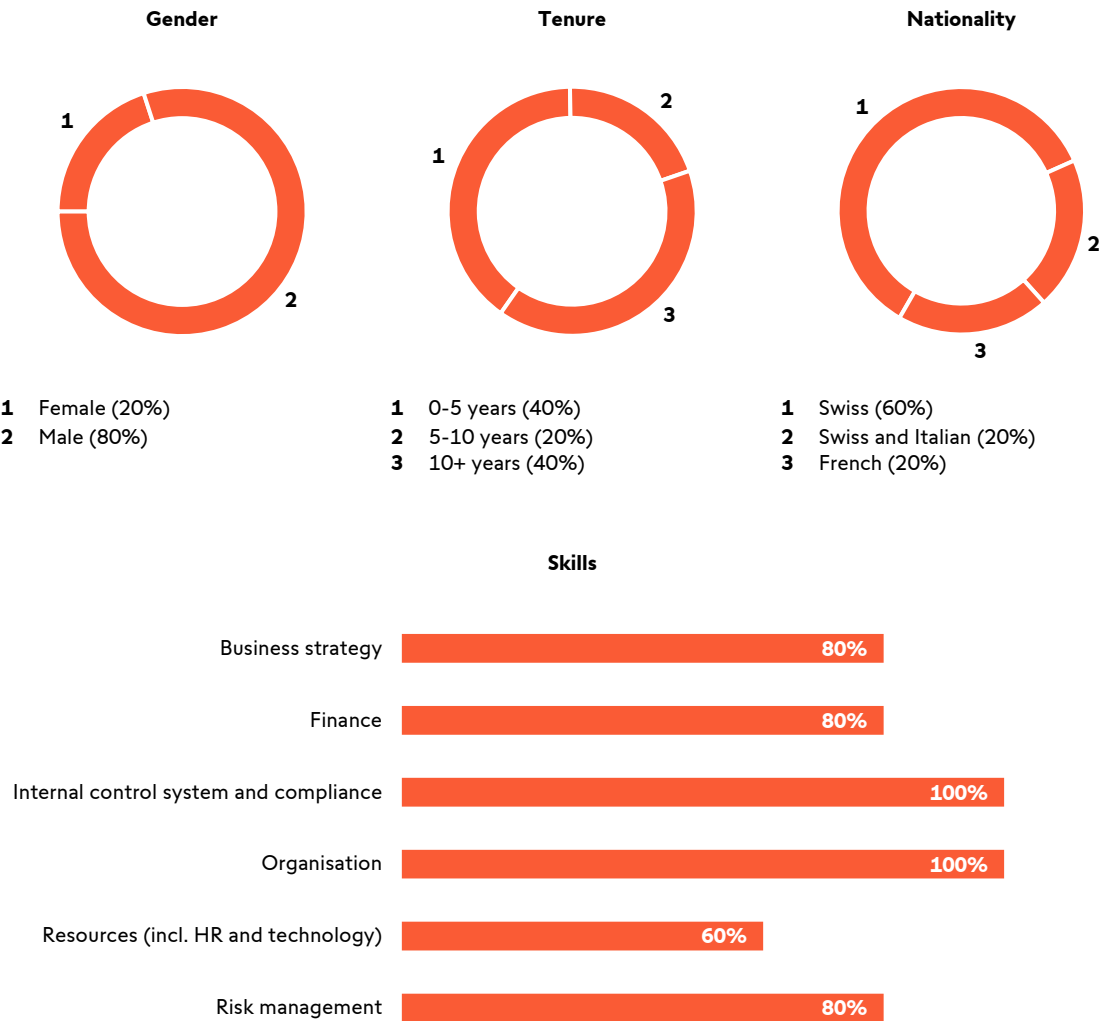 Gender
1
2
1 Female (20%)
2 Male (80%)
Tenure
2
1
3
1 0-5 years (40%)
2 5-10 years (20%)
3 10+ years (40%)
Nationality
1
2
3
1 Swiss (60%)
2 Swiss and Italian (20%)
3 French (20%)
Skills
Business strategy 80%
Finance 80%
Internal control system and compliance 100%
Organisation 100%
Resources (incl. HR and technology) 60%
Risk management 80%